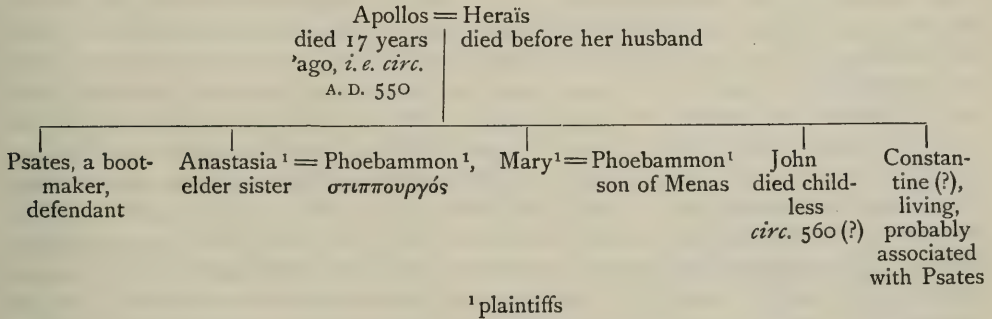 Apollos = Heraïs
died 17 years died before her husband
'ago, i. e. circ.
A. D. 550
Psates, a boot-
maker,
defendant
Anastasia ¹ = Phoebammon ¹,
elder sister στιππουργός
Mary ¹ = Phoebammon ¹
son of Menas
John
died child-
less
circ. 560 (?)
Constan-
tine (?),
living,
probably
associated
with Psates
¹ plaintiffs